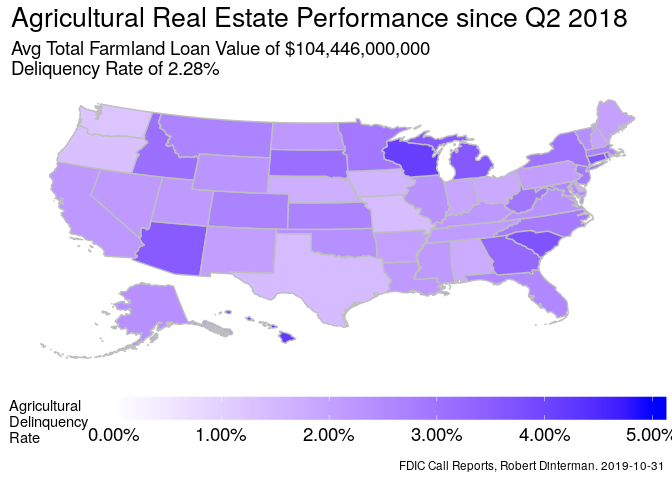 Agricultural Real Estate Performance since Q2 2018
Avg Total Farmland Loan Value of $104,446,000,000
Deliquency Rate of 2.28%
Agricultural
Delinquency
Rate
0.00% 1.00% 2.00% 3.00% 4.00% 5.00%
FDIC Call Reports, Robert Dinterman. 2019-10-31